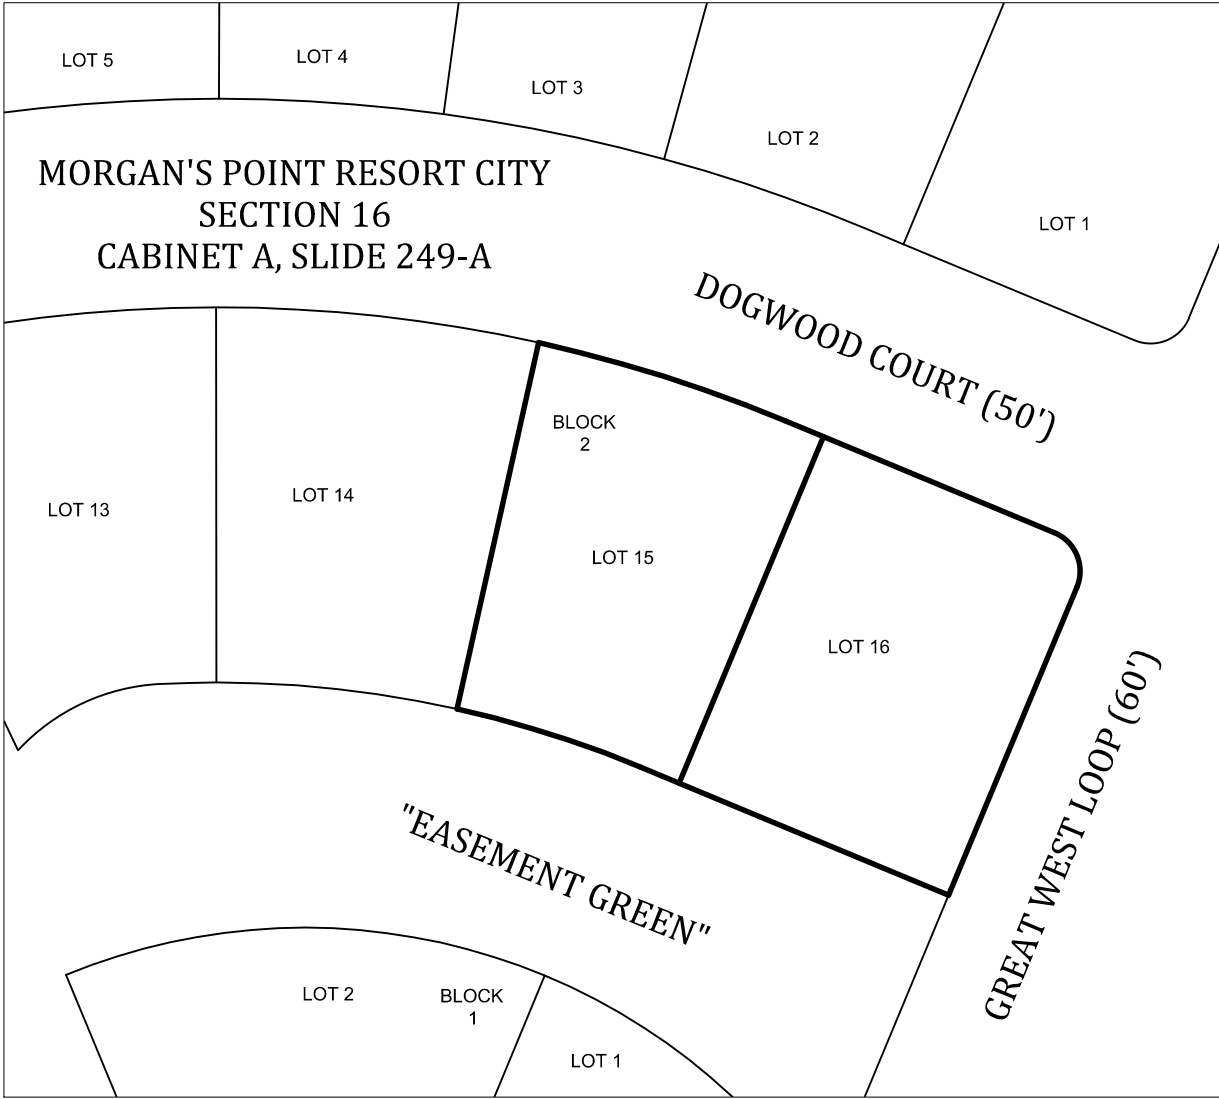 LOT 5
LOT 4
LOT 3
LOT 2
LOT 1
MORGAN'S POINT RESORT CITY
SECTION 16
CABINET A, SLIDE 249-A
DOGWOOD COURT (50')
BLOCK
2
LOT 13
LOT 14
LOT 15
LOT 16
GREAT WEST LOOP (60')
"EASEMENT GREEN"
LOT 2
BLOCK
1
LOT 1